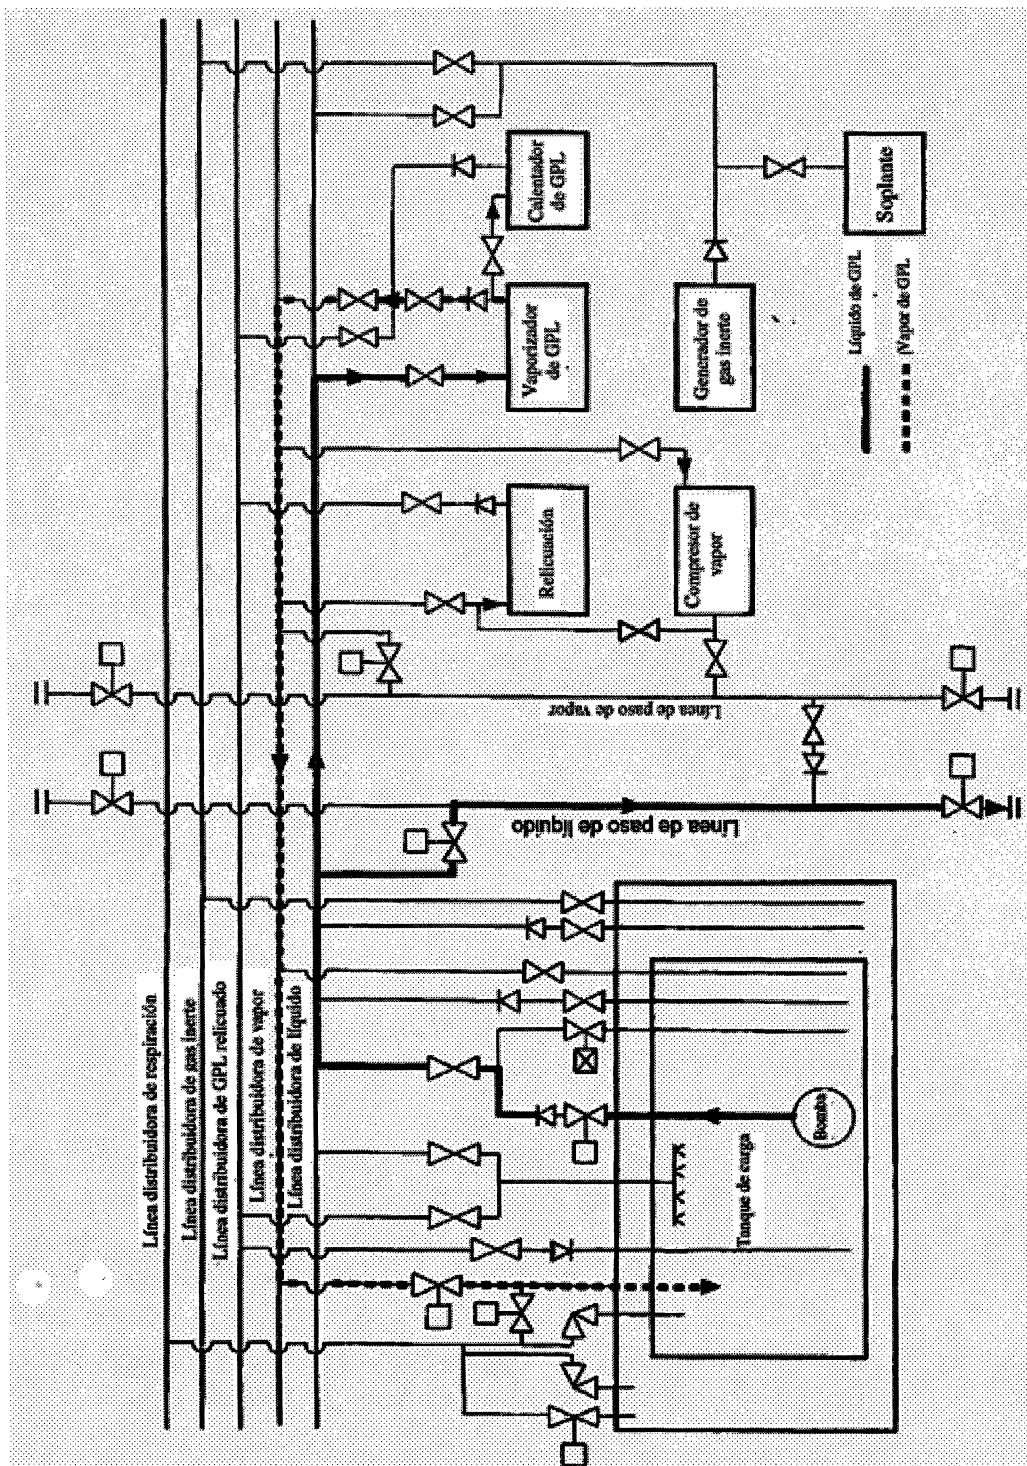 Línea distribuidora de respiración
Línea distribuidora de gas inerte
Línea distribuidora de GPL relicuado
Línea distribuidora de vapor
Línea distribuidora de líquido
Línea de paso de líquido
Línea de paso de vapor
Tanque de carga
Bomba
Relicuación
Compresor de
vapor
Vaporizador
de GPL
Calentador
de GPL
Generador de
gas inerte
Soplante
Líquido de GPL
Vapor de GPL